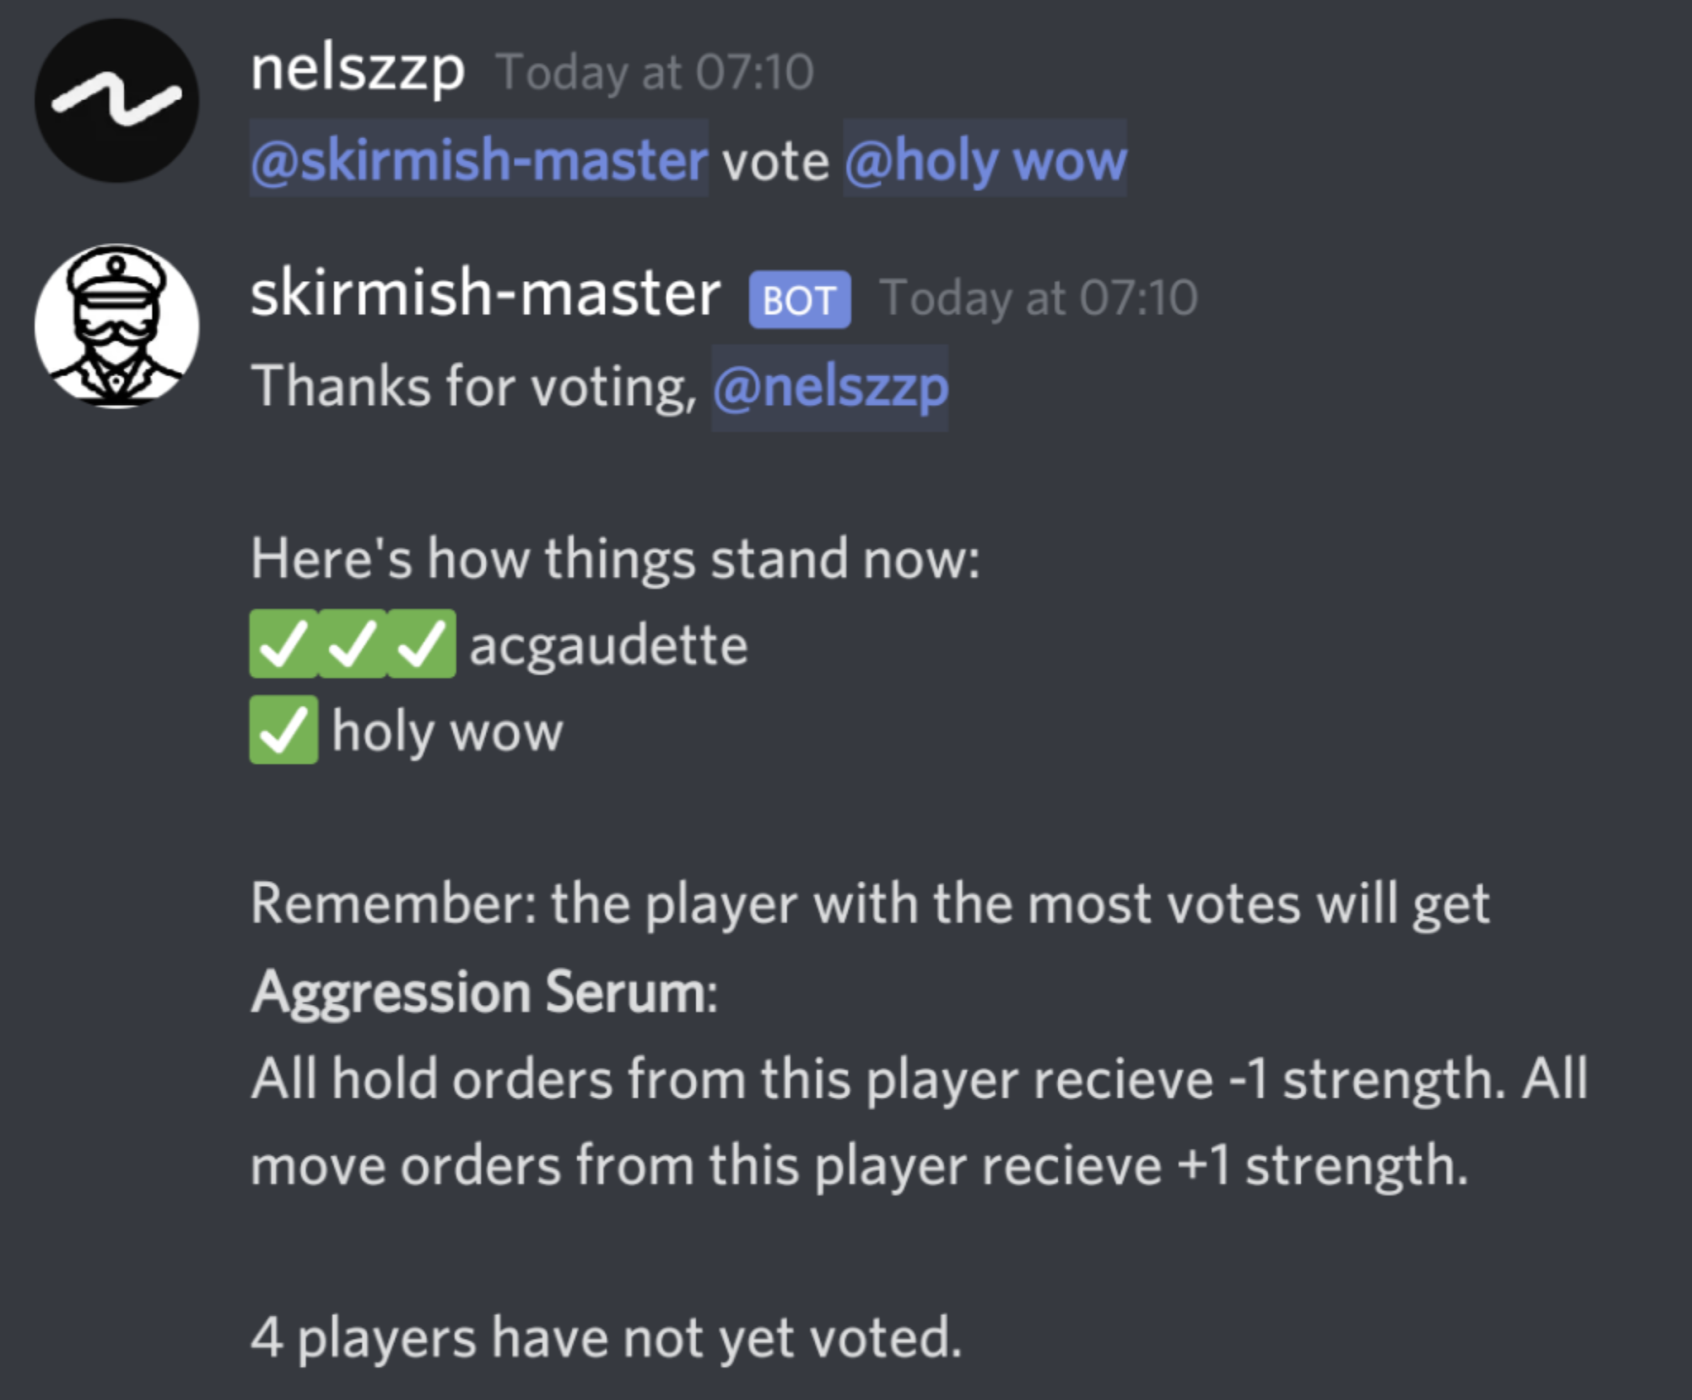 nelszzp Today at 07:10
@skirmish-master vote @holy wow
skirmish-master BOT Today at 07:10
Thanks for voting, @nelszzp
Here's how things stand now:
✅✅✅ acgaudette
✅ holy wow
Remember: the player with the most votes will get
Aggression Serum:
All hold orders from this player recieve -1 strength. All
move orders from this player recieve +1 strength.
4 players have not yet voted.